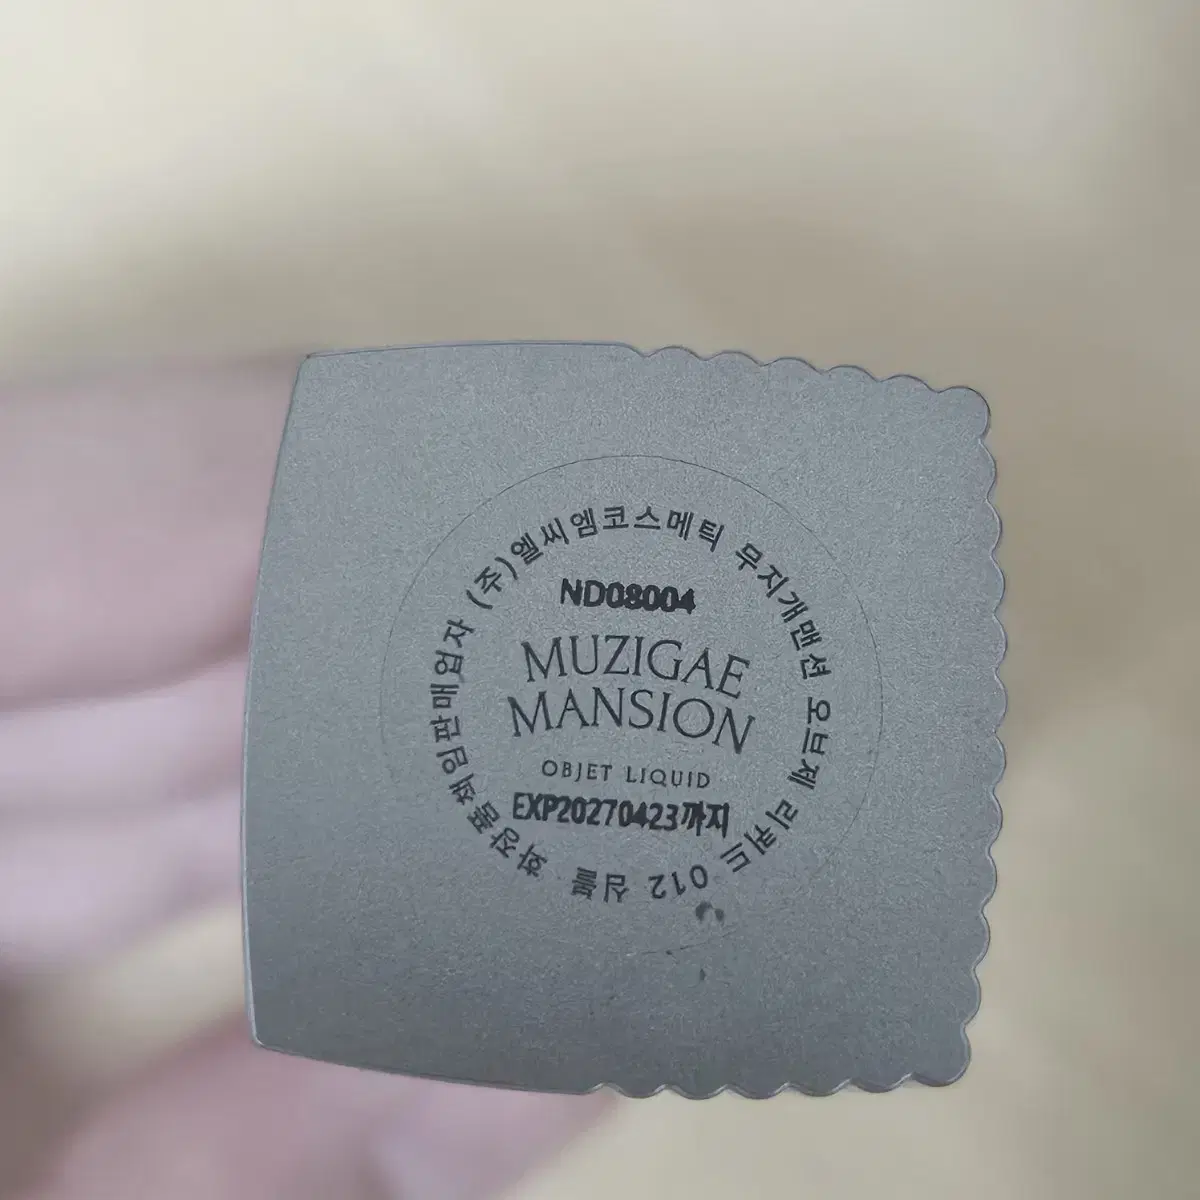 화장품책임판매업자 (주)엘씨엠코스메틱 무지개맨션 오브제 리퀴드 012 심볼
ND08004
MUZIGAE
MANSION
OBJET LIQUID
EXP20270423까지